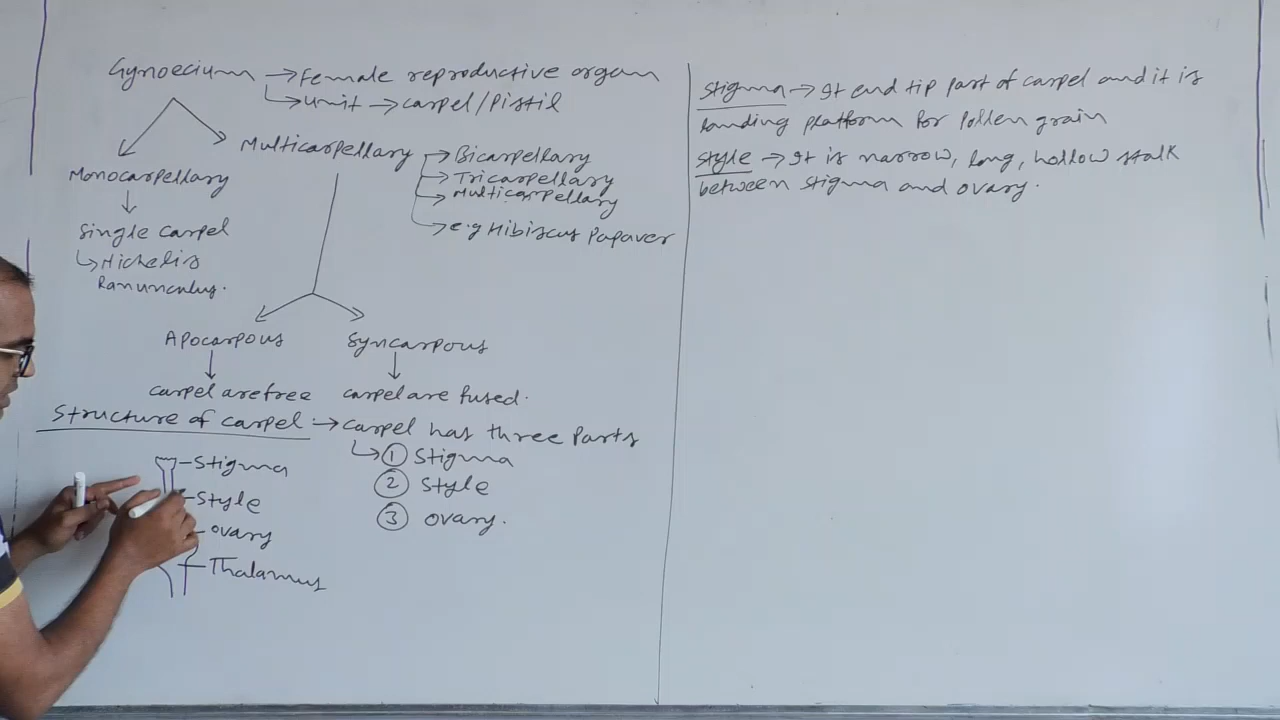 Gynoecium → Female reproductive organ
→ unit → carpel/Pistil
Multicarpellary → Bicarpellary
→ Tricarpellary
→ Multicarpellary
→ e.g Hibiscus Papaver
Monocarpellary
Single carpel
Michelis
Ranunculus.
Apocarpous
Syncarpous
carpel are free
carpel are fused.
Structure of carpel → carpel has three Parts
① Stigma
② Style
③ ovary.
Stigma
Style
ovary
Thalamus
Stigma → It end tip part of carpel and it is
landing platform for Pollen grain
Style → It is narrow, long, hollow stalk
between stigma and ovary.